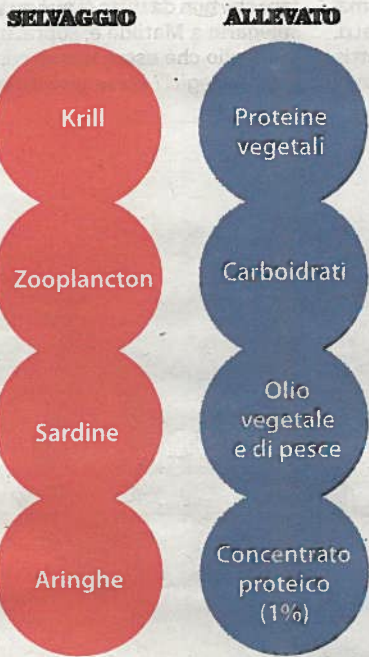 SELVAGGIO
Krill
Zooplancton
Sardine
Aringhe
ALLEVATO
Proteine
vegetali
Carboidrati
Olio
vegetale
e di pesce
Concentrato
proteico
(1%)